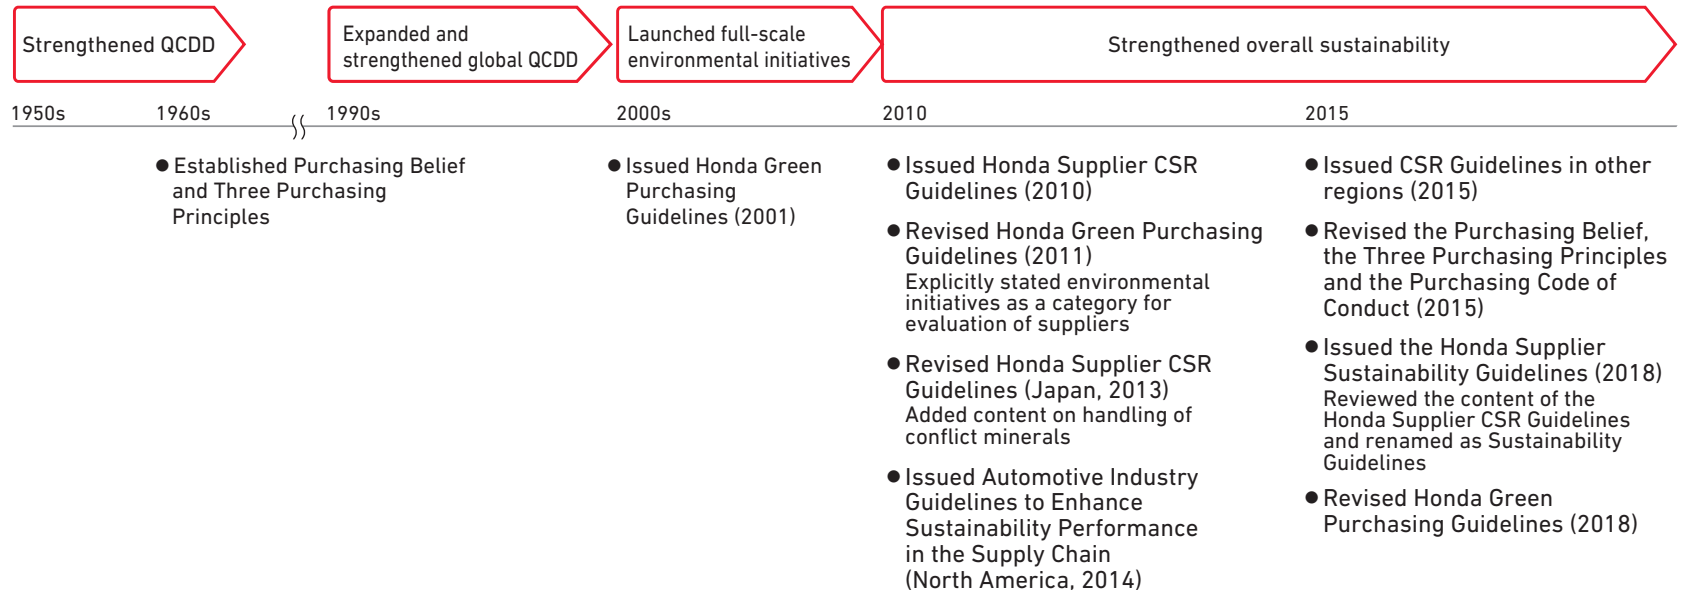 Strengthened QCDD
Expanded and
strengthened global QCDD
Launched full-scale
environmental initiatives
Strengthened overall sustainability
1950s
1960s
1990s
2000s
2010
2015
● Established Purchasing Belief
and Three Purchasing
Principles
● Issued Honda Green
Purchasing
Guidelines (2001)
● Issued Honda Supplier CSR
Guidelines (2010)
● Revised Honda Green Purchasing
Guidelines (2011)
Explicitly stated environmental
initiatives as a category for
evaluation of suppliers
● Revised Honda Supplier CSR
Guidelines (Japan, 2013)
Added content on handling of
conflict minerals
● Issued Automotive Industry
Guidelines to Enhance
Sustainability Performance
in the Supply Chain
(North America, 2014)
● Issued CSR Guidelines in other
regions (2015)
● Revised the Purchasing Belief,
the Three Purchasing Principles
and the Purchasing Code of
Conduct (2015)
● Issued the Honda Supplier
Sustainability Guidelines (2018)
Reviewed the content of the
Honda Supplier CSR Guidelines
and renamed as Sustainability
Guidelines
● Revised Honda Green
Purchasing Guidelines (2018)